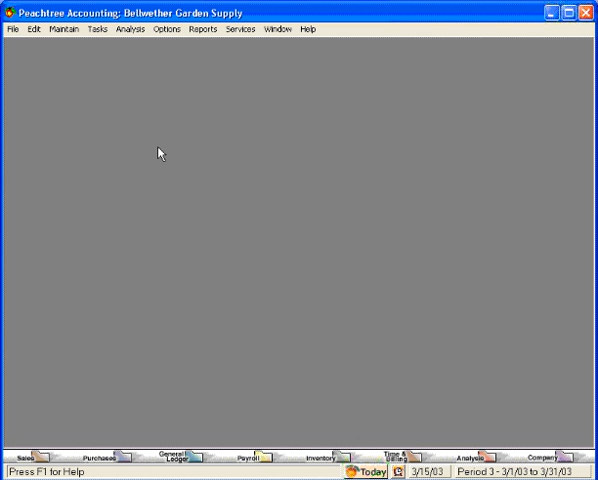 Peachtree Accounting: Bellwether Garden Supply
File Edit Maintain Tasks Analysis Options Reports Services Window Help
Sales Purchases General Ledger Payroll Inventory Time & Billing Analysis Company
Press F1 for Help Today 3/15/03 Period 3 - 3/1/03 to 3/31/03